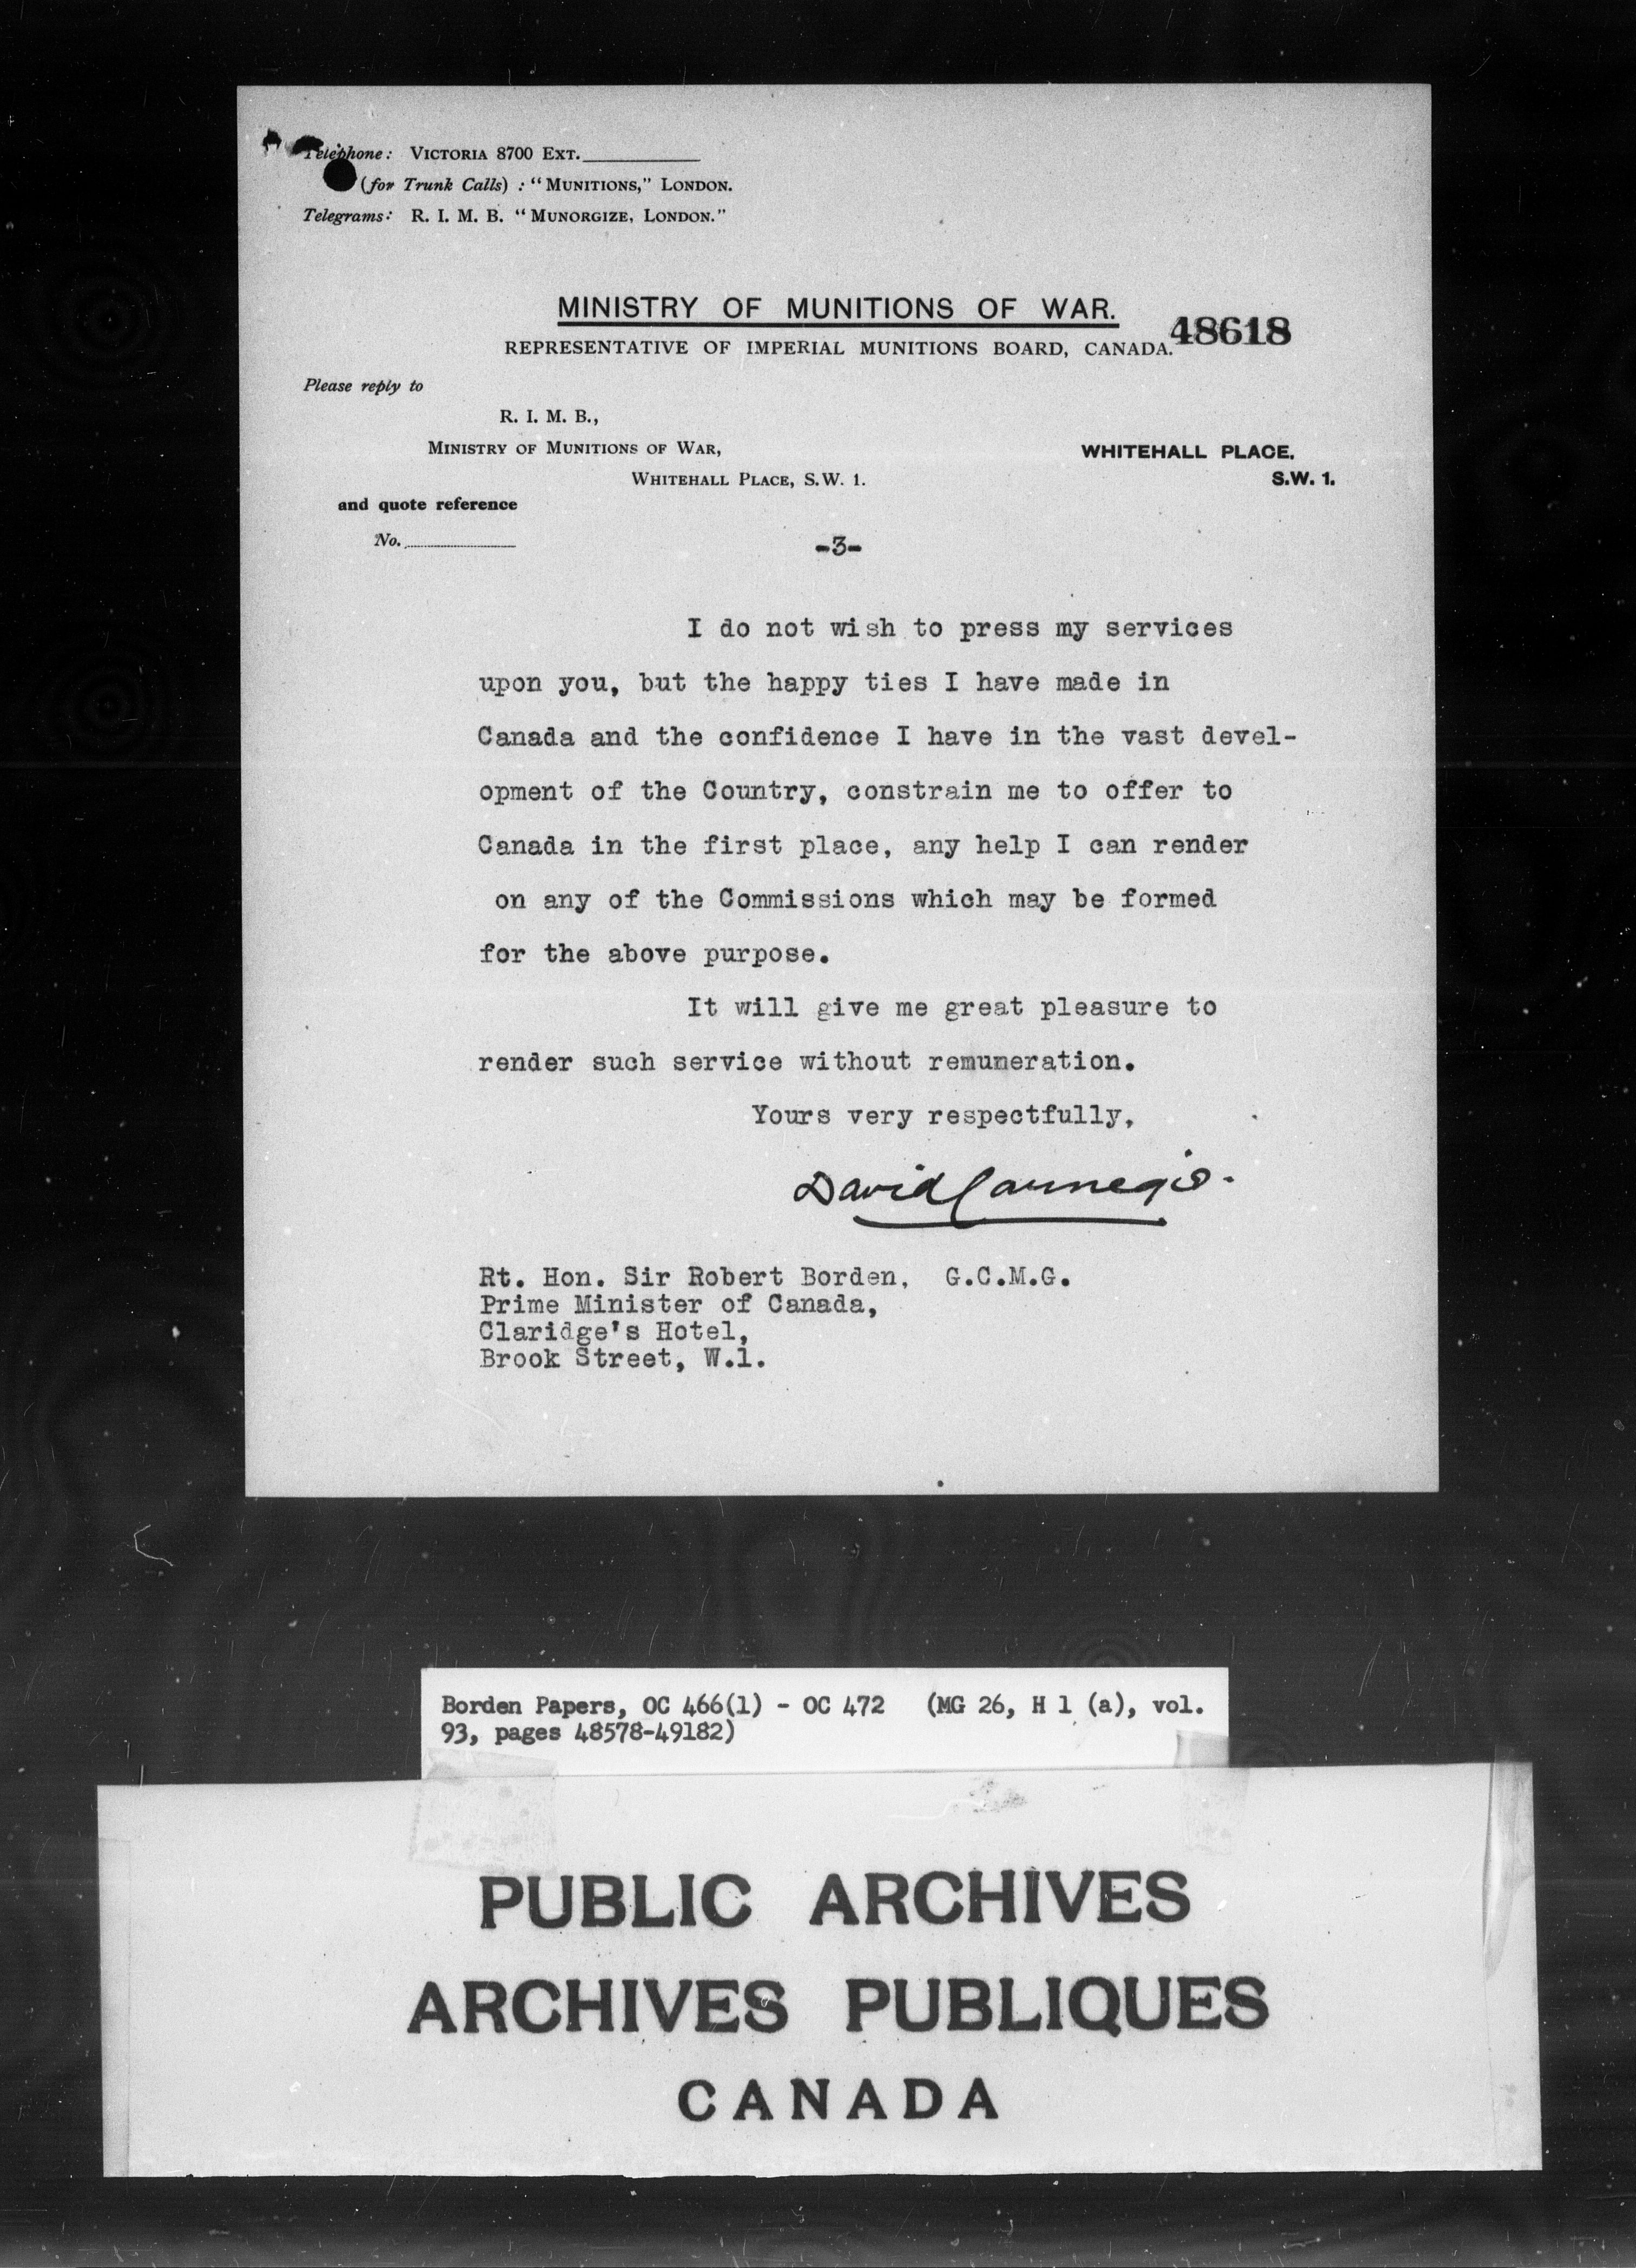 Telephone: VICTORIA 8700 EXT.
(for Trunk Calls) : "MUNITIONS," LONDON.
Telegrams: R. I. M. B. "MUNORGIZE, LONDON."
MINISTRY OF MUNITIONS OF WAR.
48618
REPRESENTATIVE OF IMPERIAL MUNITIONS BOARD, CANADA.
Please reply to
R. I. M. B.,
MINISTRY OF MUNITIONS OF WAR,
WHITEHALL PLACE, S.W. 1.
WHITEHALL PLACE.
S.W. 1.
and quote reference
No.
-3-
I do not wish to press my services
upon you, but the happy ties I have made in
Canada and the confidence I have in the vast devel-
opment of the Country, constrain me to offer to
Canada in the first place, any help I can render
on any of the Commissions which may be formed
for the above purpose.
It will give me great pleasure to
render such service without remuneration.
Yours very respectfully,
David Carnegie.
Rt. Hon. Sir Robert Borden, G.C.M.G.
Prime Minister of Canada,
Claridge's Hotel,
Brook Street, W.1.
Borden Papers, OC 466(1) - OC 472 (MG 26, H 1 (a), vol.
93, pages 48578-49182)
PUBLIC ARCHIVES
ARCHIVES PUBLIQUES
CANADA